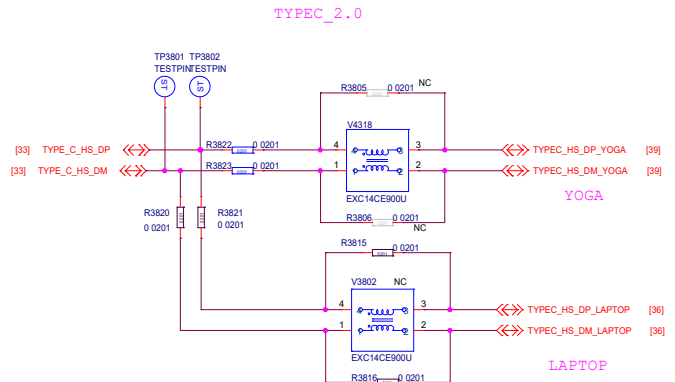 TYPEC_2.0
TP3801 TP3802
TESTPIN TESTPIN
ST ST
R3805 0 0201 NC
V4318
[33] TYPE_C_HS_DP R3822 0 0201 4 3 TYPEC_HS_DP_YOGA [39]
[33] TYPE_C_HS_DM R3823 0 0201 1 2 TYPEC_HS_DM_YOGA [39]
EXC14CE900U
YOGA
R3820 R3821
0 0201 0 0201
R3806 0 0201
NC
R3815 0 0201
V3802 NC
4 3 TYPEC_HS_DP_LAPTOP [36]
1 2 TYPEC_HS_DM_LAPTOP [36]
EXC14CE900U
LAPTOP
R3816 0 0201